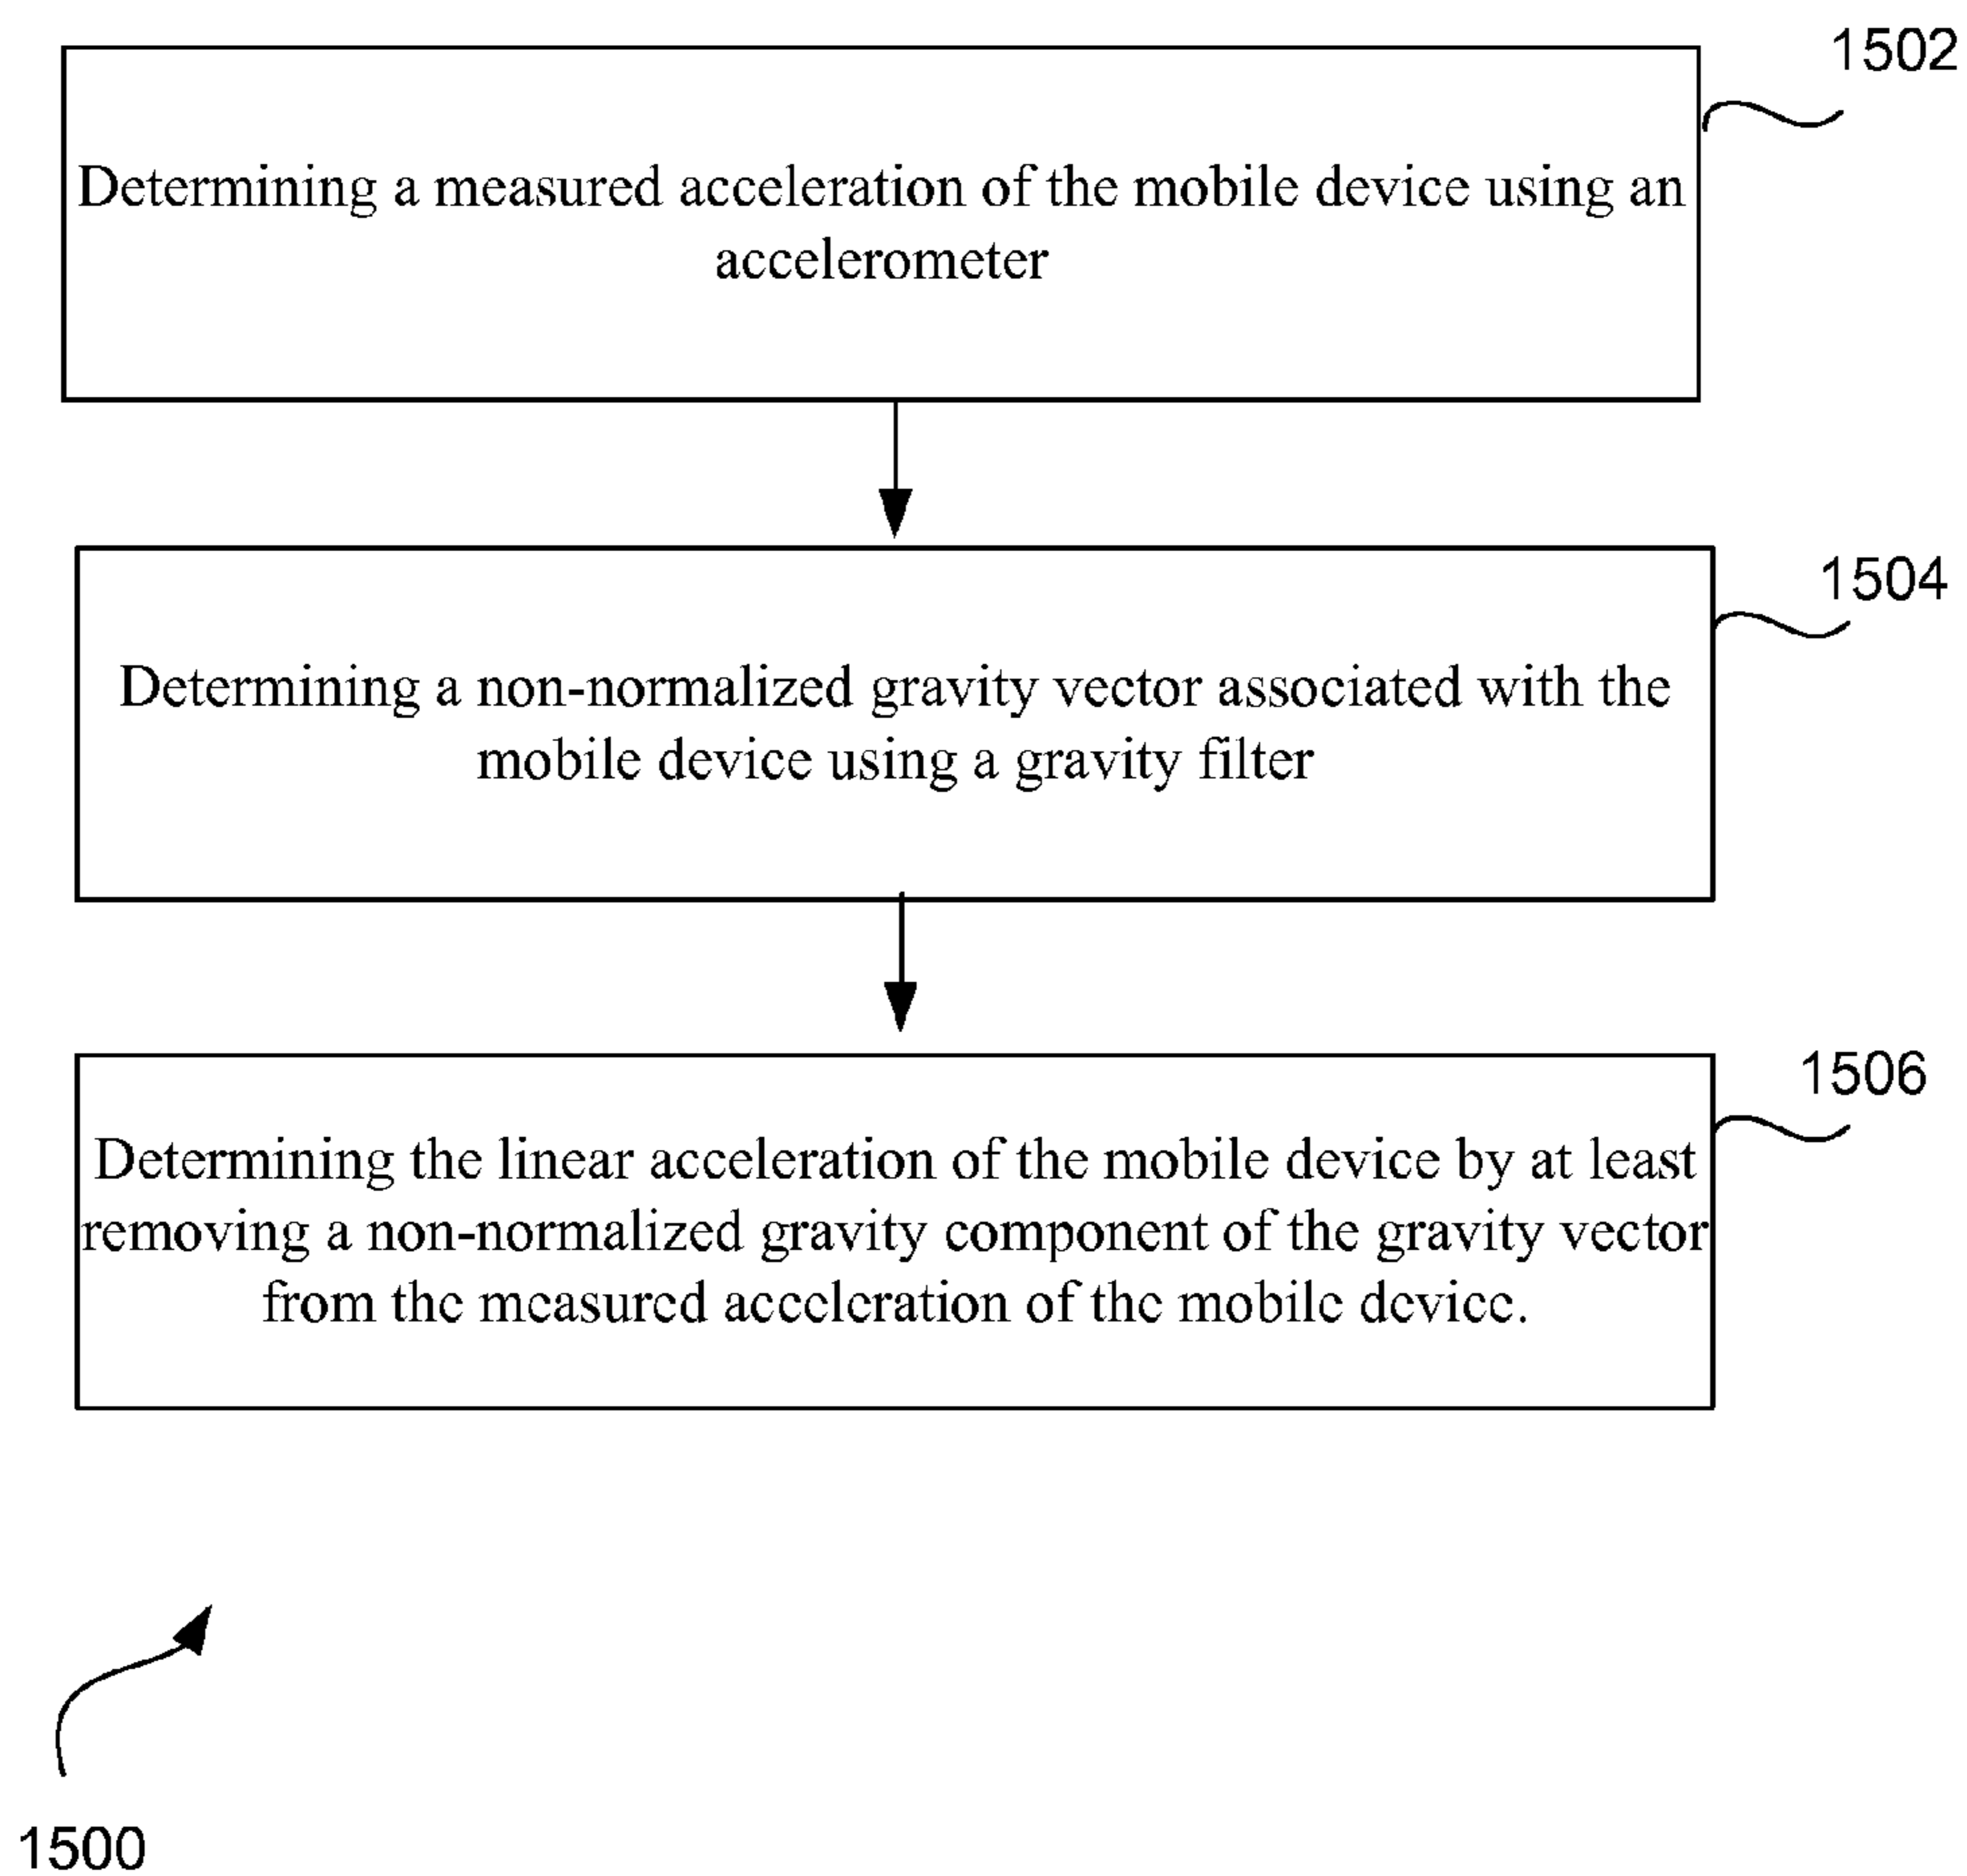 1502
Determining a measured acceleration of the mobile device using an
accelerometer
1504
Determining a non-normalized gravity vector associated with the
mobile device using a gravity filter
1506
Determining the linear acceleration of the mobile device by at least
removing a non-normalized gravity component of the gravity vector
from the measured acceleration of the mobile device.
1500